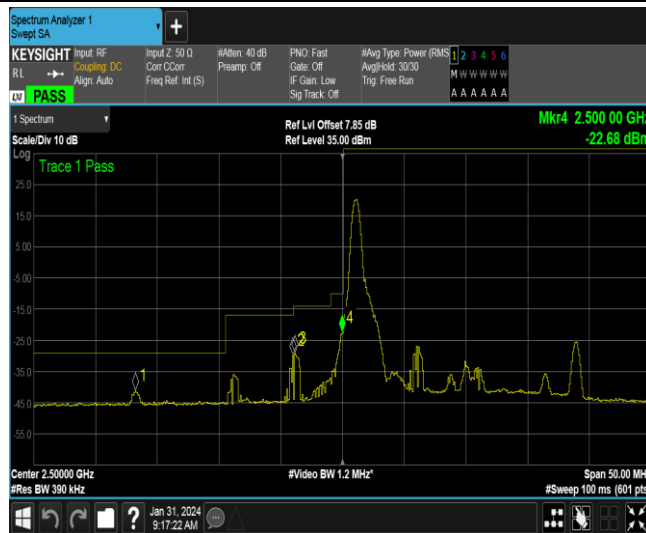 Spectrum Analyzer 1
Swept SA
+
KEYSIGHT
RL
LXI PASS
Input: RF
Coupling: DC
Align: Auto
Input Z: 50 Ω
Corr CCorr
Freq Ref: Int (S)
#Atten: 40 dB
Preamp: Off
PNO: Fast
Gate: Off
IF Gain: Low
Sig Track: Off
#Avg Type: Power (RMS
Avg|Hold: 30/30
Trig: Free Run
1 2 3 4 5 6
M W W W W W
A A A A A A
1 Spectrum
Scale/Div 10 dB
Ref Lvl Offset 7.85 dB
Ref Level 35.00 dBm
Mkr4 2.500 00 GHz
-22.68 dBm
Log
Trace 1 Pass
25.0
15.0
5.00
-5.00
-15.0
-25.0
-35.0
-45.0
-55.0
1
4
Center 2.50000 GHz
#Res BW 390 kHz
#Video BW 1.2 MHz*
Span 50.00 MH
#Sweep 100 ms (601 pts
?
Jan 31, 2024
9:17:22 AM